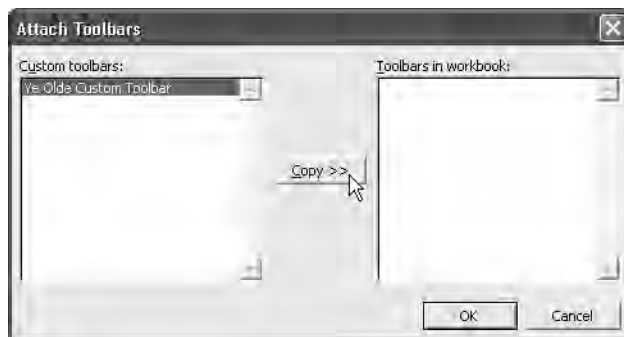 Attach Toolbars
Custom toolbars:
Toolbars in workbook:
Ye Olde Custom Toolbar
Copy >>
OK
Cancel